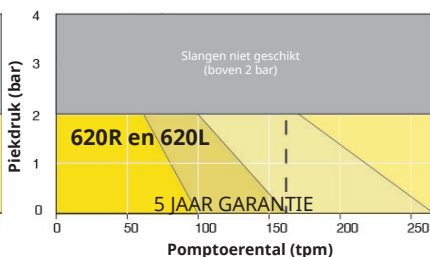 4
Slangen niet geschikt
(boven 2 bar)
3
Piekdruk (bar)
2
620R en 620L
1
5 JAAR GARANTIE
0
0 50 100 150 200 250
Pomptoerental (tpm)